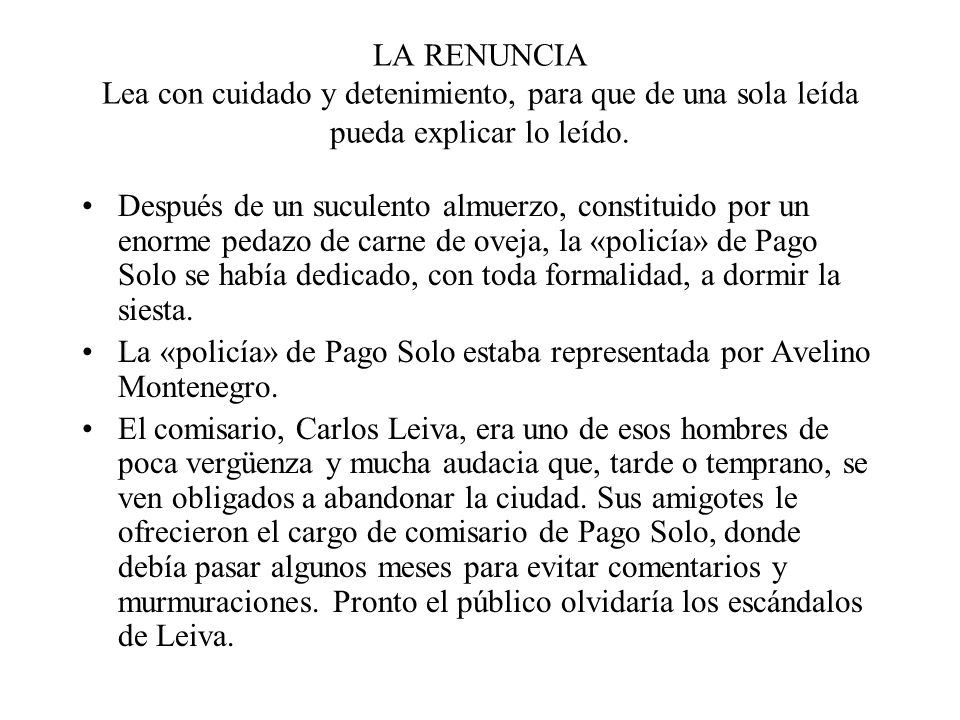 LA RENUNCIA
Lea con cuidado y detenimiento, para que de una sola leída
pueda explicar lo leído.
• Después de un suculento almuerzo, constituido por un
enorme pedazo de carne de oveja, la «policía» de Pago
Solo se había dedicado, con toda formalidad, a dormir la
siesta.
• La «policía» de Pago Solo estaba representada por Avelino
Montenegro.
• El comisario, Carlos Leiva, era uno de esos hombres de
poca vergüenza y mucha audacia que, tarde o temprano, se
ven obligados a abandonar la ciudad. Sus amigotes le
ofrecieron el cargo de comisario de Pago Solo, donde
debía pasar algunos meses para evitar comentarios y
murmuraciones. Pronto el público olvidaría los escándalos
de Leiva.